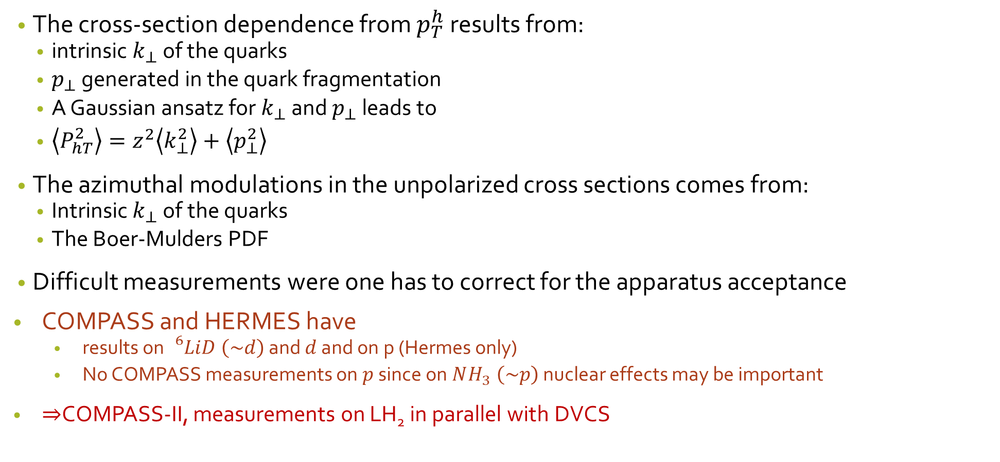 • The cross-section dependence from $p_T^h$ results from:
• intrinsic $k_\perp$ of the quarks
• $p_\perp$ generated in the quark fragmentation
• A Gaussian ansatz for $k_\perp$ and $p_\perp$ leads to
• $\langle P_{hT}^2 \rangle = z^2 \langle k_\perp^2 \rangle + \langle p_\perp^2 \rangle$
• The azimuthal modulations in the unpolarized cross sections comes from:
• Intrinsic $k_\perp$ of the quarks
• The Boer-Mulders PDF
• Difficult measurements were one has to correct for the apparatus acceptance
• COMPASS and HERMES have
• results on $^6LiD$ $(\sim d)$ and $d$ and on p (Hermes only)
• No COMPASS measurements on $p$ since on $NH_3$ $(\sim p)$ nuclear effects may be important
• ⇒COMPASS-II, measurements on LH₂ in parallel with DVCS